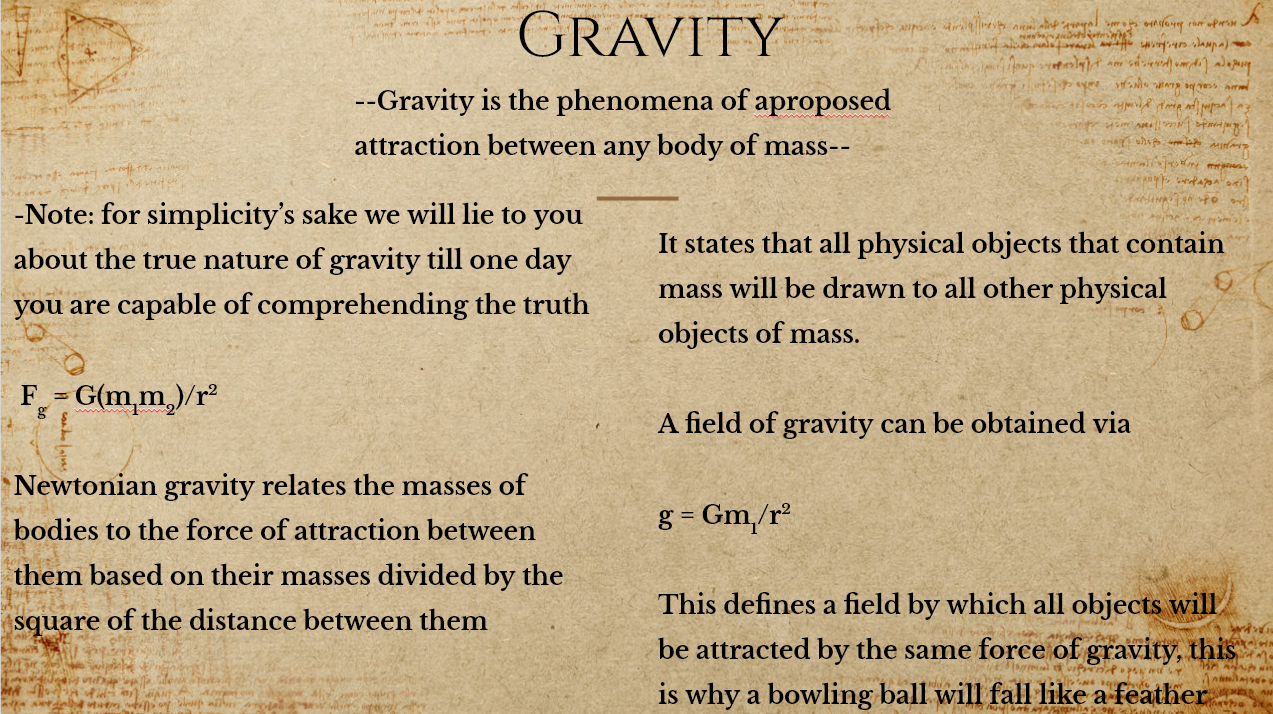 Gravity
--Gravity is the phenomena of aproposed
attraction between any body of mass--
-Note: for simplicity’s sake we will lie to you
about the true nature of gravity till one day
you are capable of comprehending the truth
F_g = G(m₁m₂)/r²
Newtonian gravity relates the masses of
bodies to the force of attraction between
them based on their masses divided by the
square of the distance between them
It states that all physical objects that contain
mass will be drawn to all other physical
objects of mass.
A field of gravity can be obtained via
g = Gm₁/r²
This defines a field by which all objects will
be attracted by the same force of gravity, this
is why a bowling ball will fall like a feather